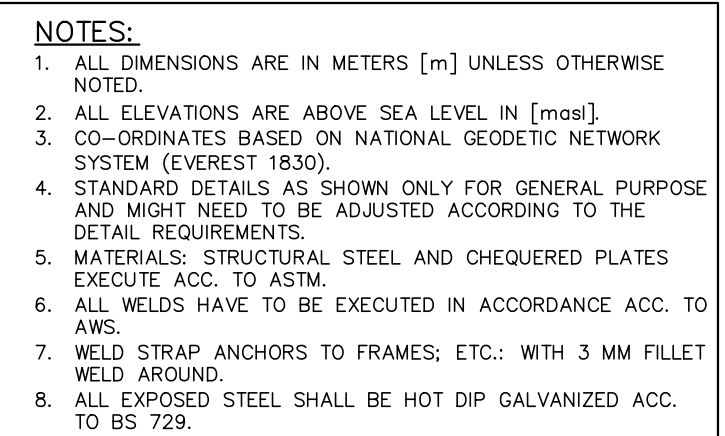 NOTES:
1. ALL DIMENSIONS ARE IN METERS [m] UNLESS OTHERWISE
NOTED.
2. ALL ELEVATIONS ARE ABOVE SEA LEVEL IN [masl].
3. CO-ORDINATES BASED ON NATIONAL GEODETIC NETWORK
SYSTEM (EVEREST 1830).
4. STANDARD DETAILS AS SHOWN ONLY FOR GENERAL PURPOSE
AND MIGHT NEED TO BE ADJUSTED ACCORDING TO THE
DETAIL REQUIREMENTS.
5. MATERIALS: STRUCTURAL STEEL AND CHEQUERED PLATES
EXECUTE ACC. TO ASTM.
6. ALL WELDS HAVE TO BE EXECUTED IN ACCORDANCE ACC. TO
AWS.
7. WELD STRAP ANCHORS TO FRAMES; ETC.: WITH 3 MM FILLET
WELD AROUND.
8. ALL EXPOSED STEEL SHALL BE HOT DIP GALVANIZED ACC.
TO BS 729.